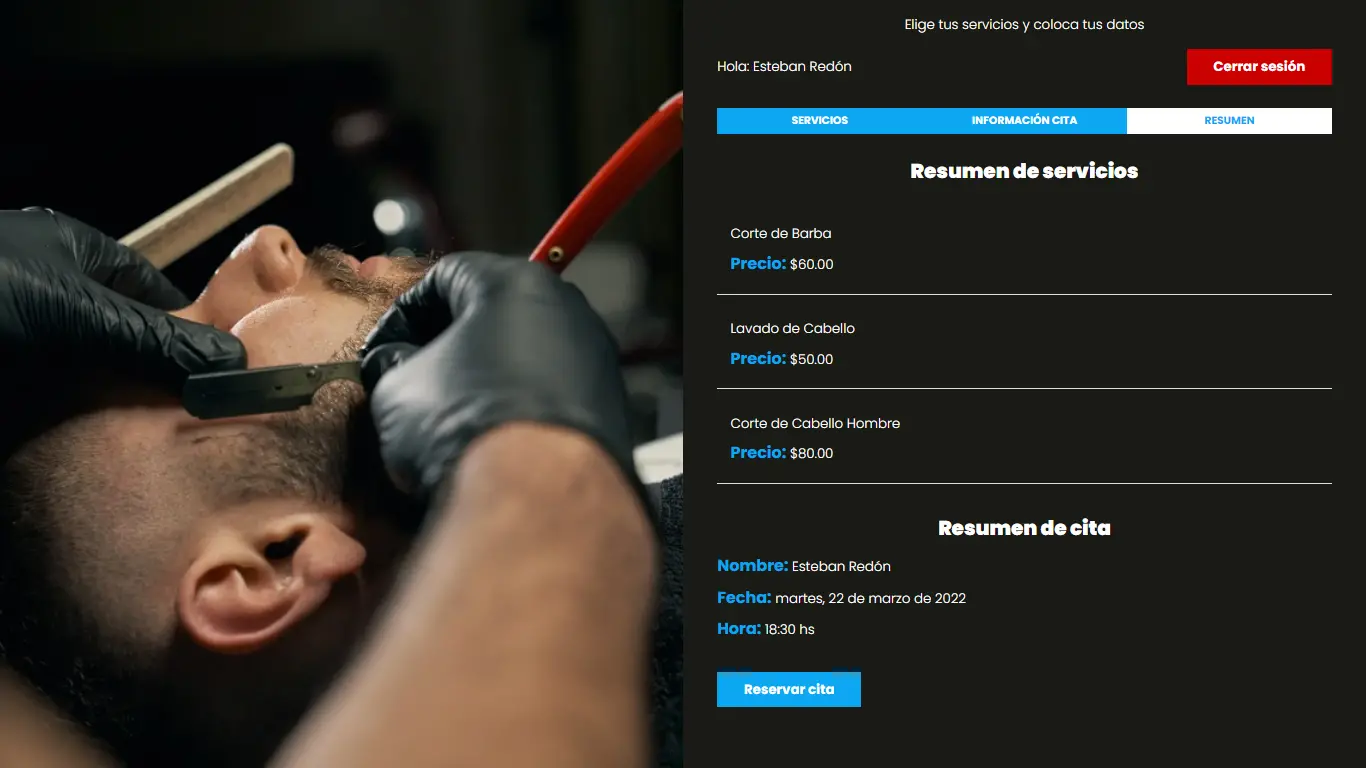 Elige tus servicios y coloca tus datos
Hola: Esteban Redón
Cerrar sesión
SERVICIOS
INFORMACIÓN CITA
RESUMEN
Resumen de servicios
Corte de Barba
Precio: $60.00
Lavado de Cabello
Precio: $50.00
Corte de Cabello Hombre
Precio: $80.00
Resumen de cita
Nombre: Esteban Redón
Fecha: martes, 22 de marzo de 2022
Hora: 18:30 hs
Reservar cita